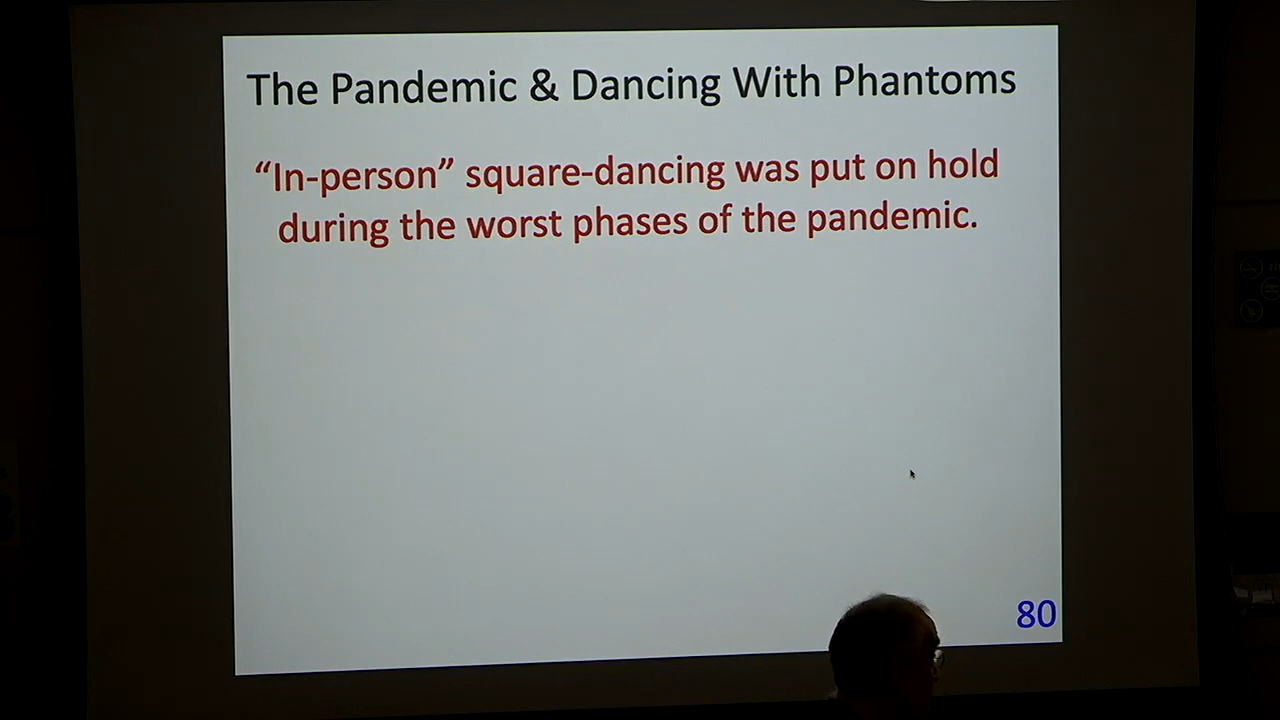 The Pandemic & Dancing With Phantoms
“In-person” square-dancing was put on hold
during the worst phases of the pandemic.
80